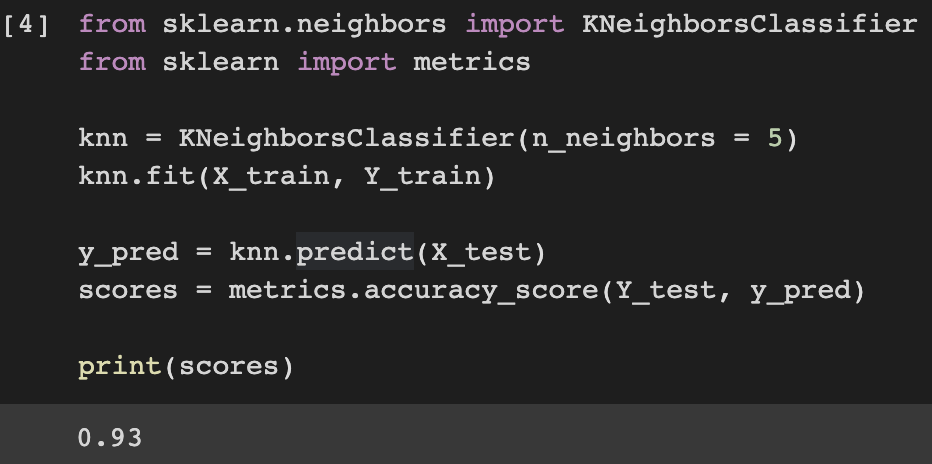 [4] from sklearn.neighbors import KNeighborsClassifier
from sklearn import metrics
knn = KNeighborsClassifier(n_neighbors = 5)
knn.fit(X_train, Y_train)
y_pred = knn.predict(X_test)
scores = metrics.accuracy_score(Y_test, y_pred)
print(scores)
0.93